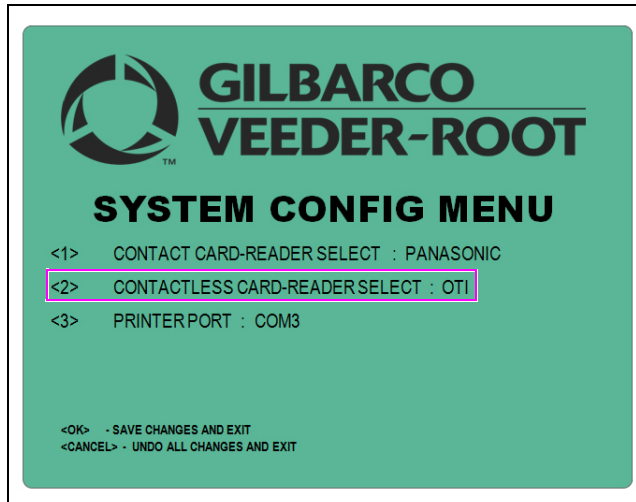 GILBARCO
VEEDER-ROOT
TM
SYSTEM CONFIG MENU
<1> CONTACT CARD-READER SELECT : PANASONIC
<2> CONTACTLESS CARD-READER SELECT : OTI
<3> PRINTER PORT : COM3
<OK> - SAVE CHANGES AND EXIT
<CANCEL> - UNDO ALL CHANGES AND EXIT